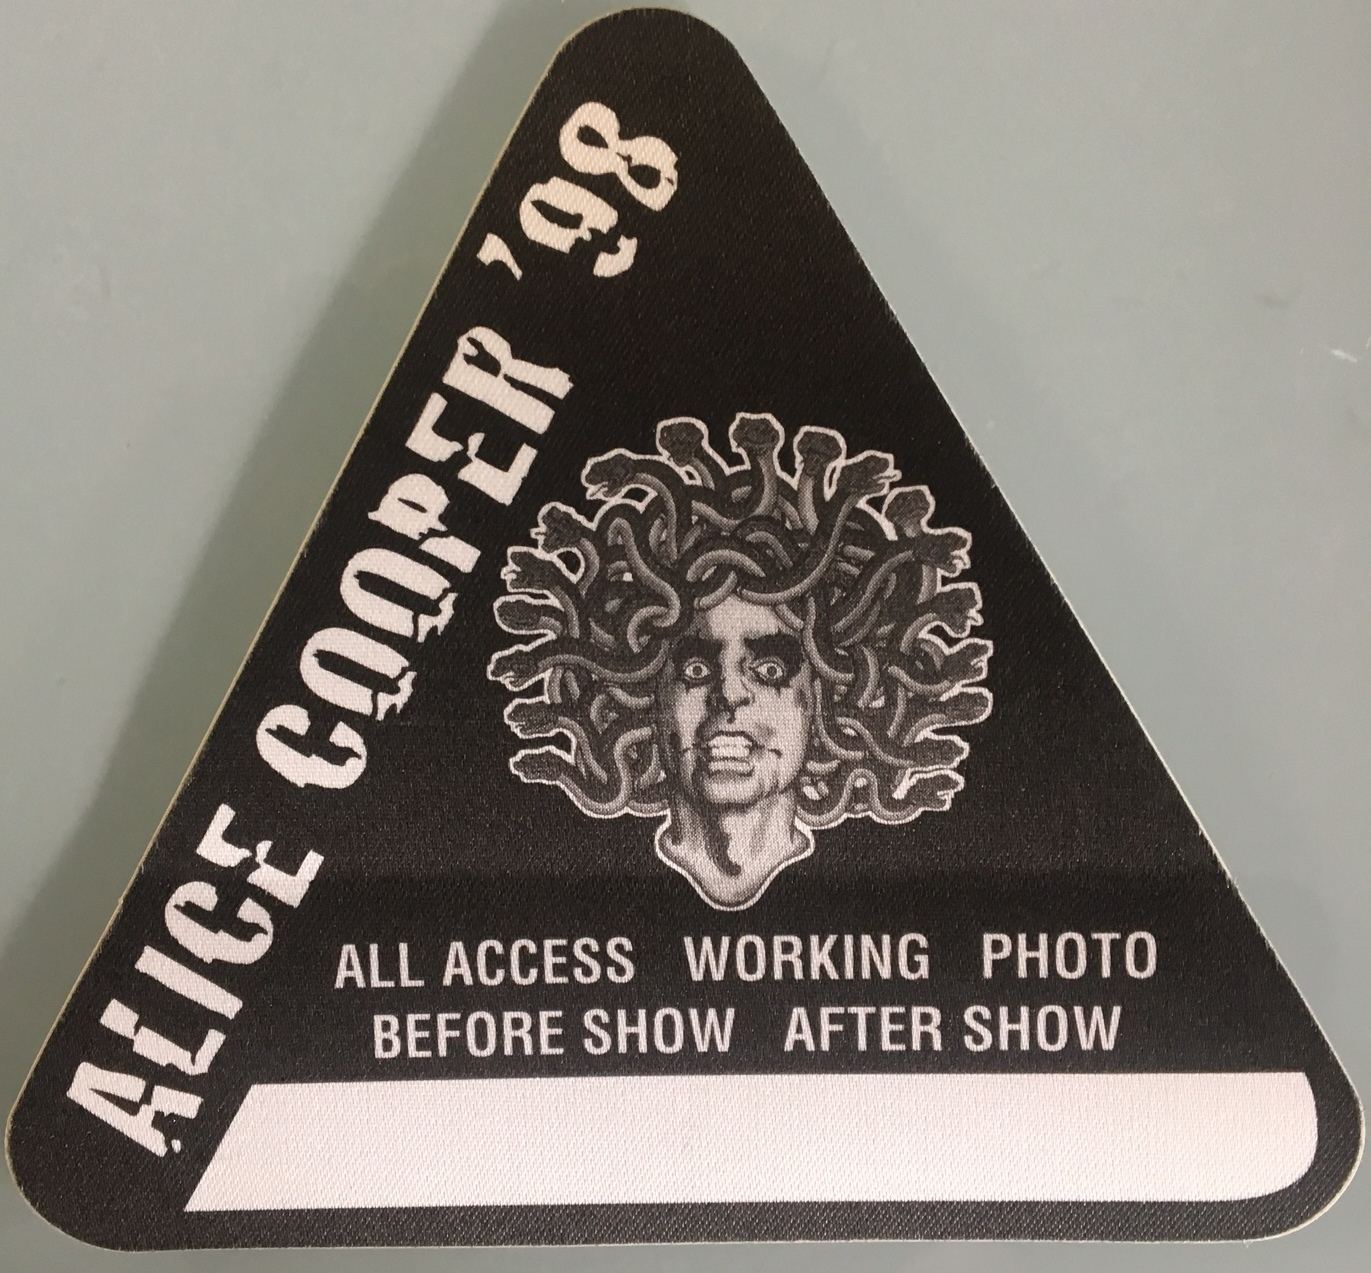 ALICE COOPER '98
ALL ACCESS WORKING PHOTO
BEFORE SHOW AFTER SHOW